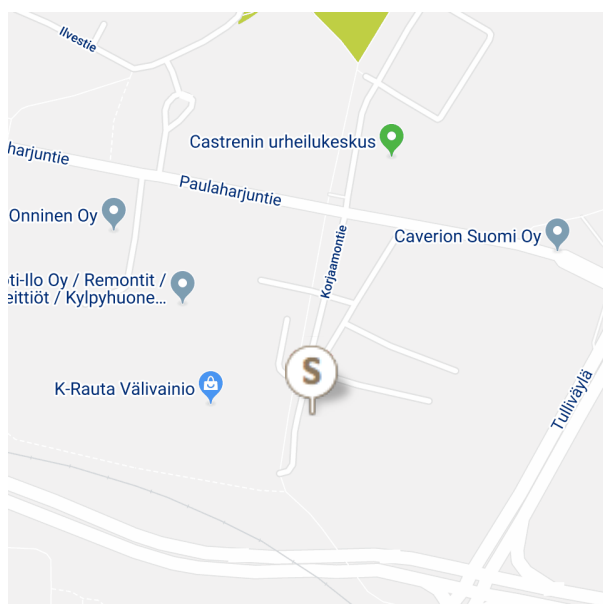 Ilvestie
Castrenin urheilukeskus
harjuntie
Paulaharjuntie
Onninen Oy
Caverion Suomi Oy
Korjaamontie
ti-Ilo Oy / Remontit /
eittiöt / Kylpyhuone...
S
K-Rauta Välivainio
Tulliväylä